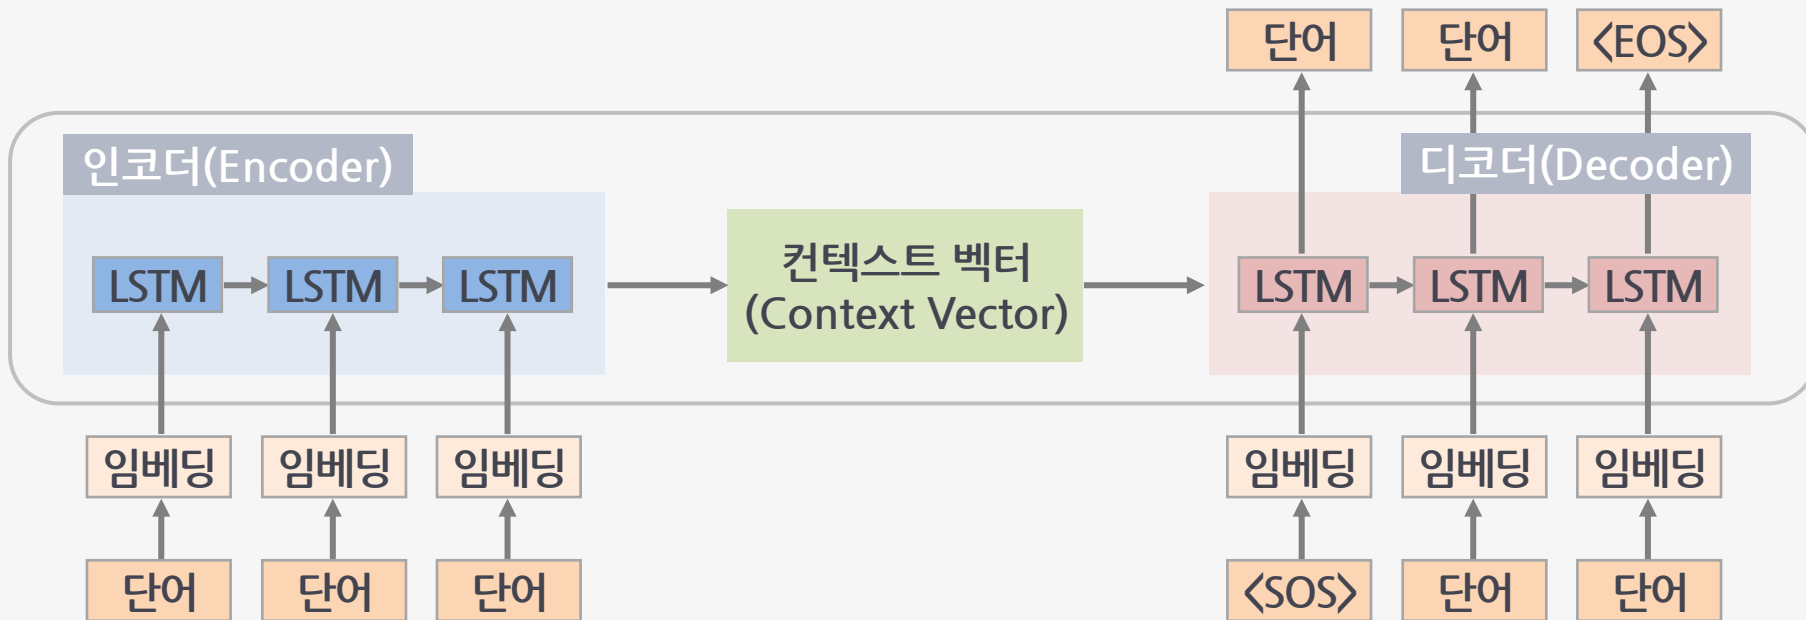 단어
단어
<EOS>
인코더(Encoder)
디코더(Decoder)
LSTM
LSTM
LSTM
컨텍스트 벡터
(Context Vector)
LSTM
LSTM
LSTM
임베딩
임베딩
임베딩
임베딩
임베딩
임베딩
단어
단어
단어
<SOS>
단어
단어